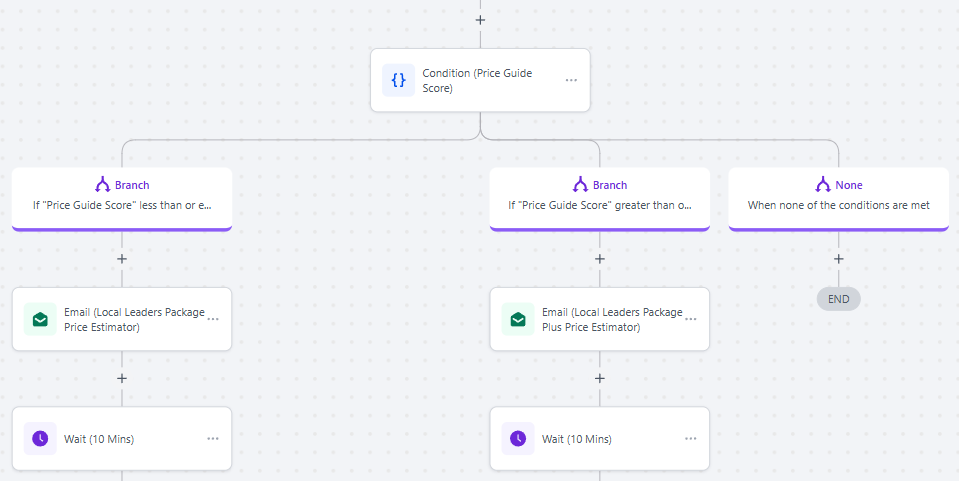 Condition (Price Guide
Score)
Branch
If "Price Guide Score" less than or e...
Branch
If "Price Guide Score" greater than o...
None
When none of the conditions are met
END
Email (Local Leaders Package
Price Estimator)
Email (Local Leaders Package
Plus Price Estimator)
Wait (10 Mins)
Wait (10 Mins)